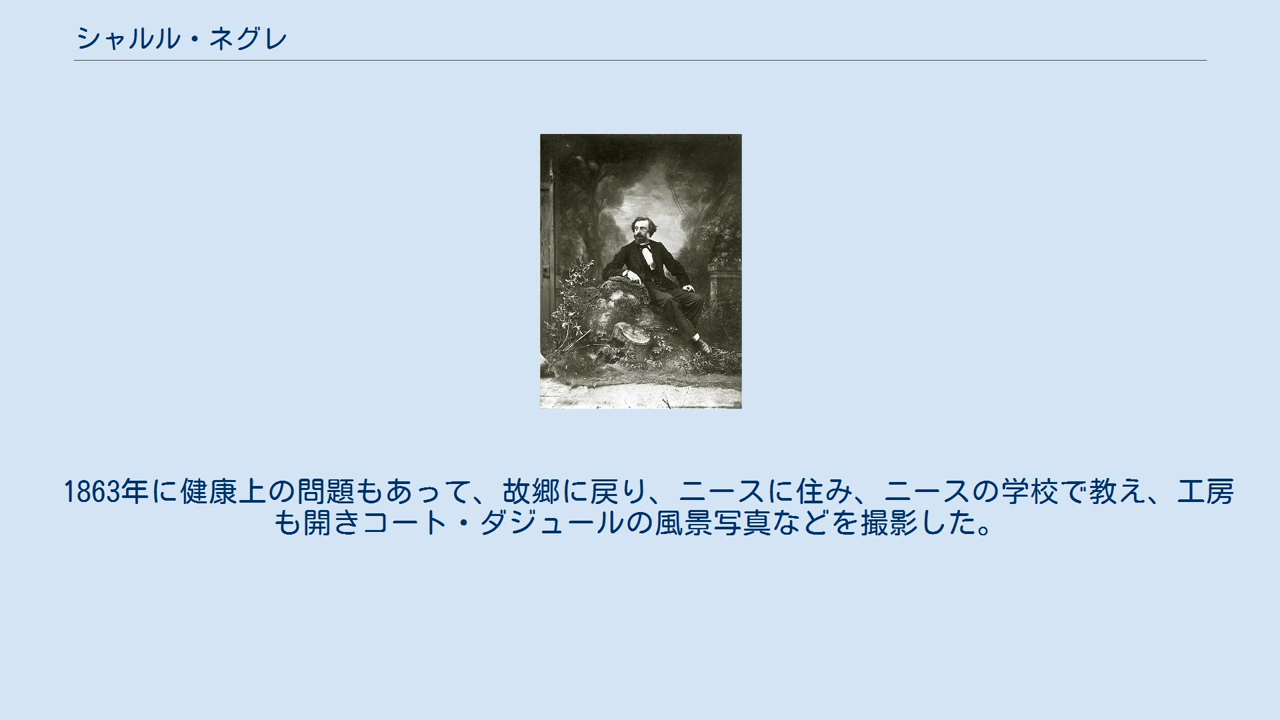 シャルル・ネグレ
1863年に健康上の問題もあって、故郷に戻り、ニースに住み、ニースの学校で教え、工房
も開きコート・ダジュールの風景写真などを撮影した。